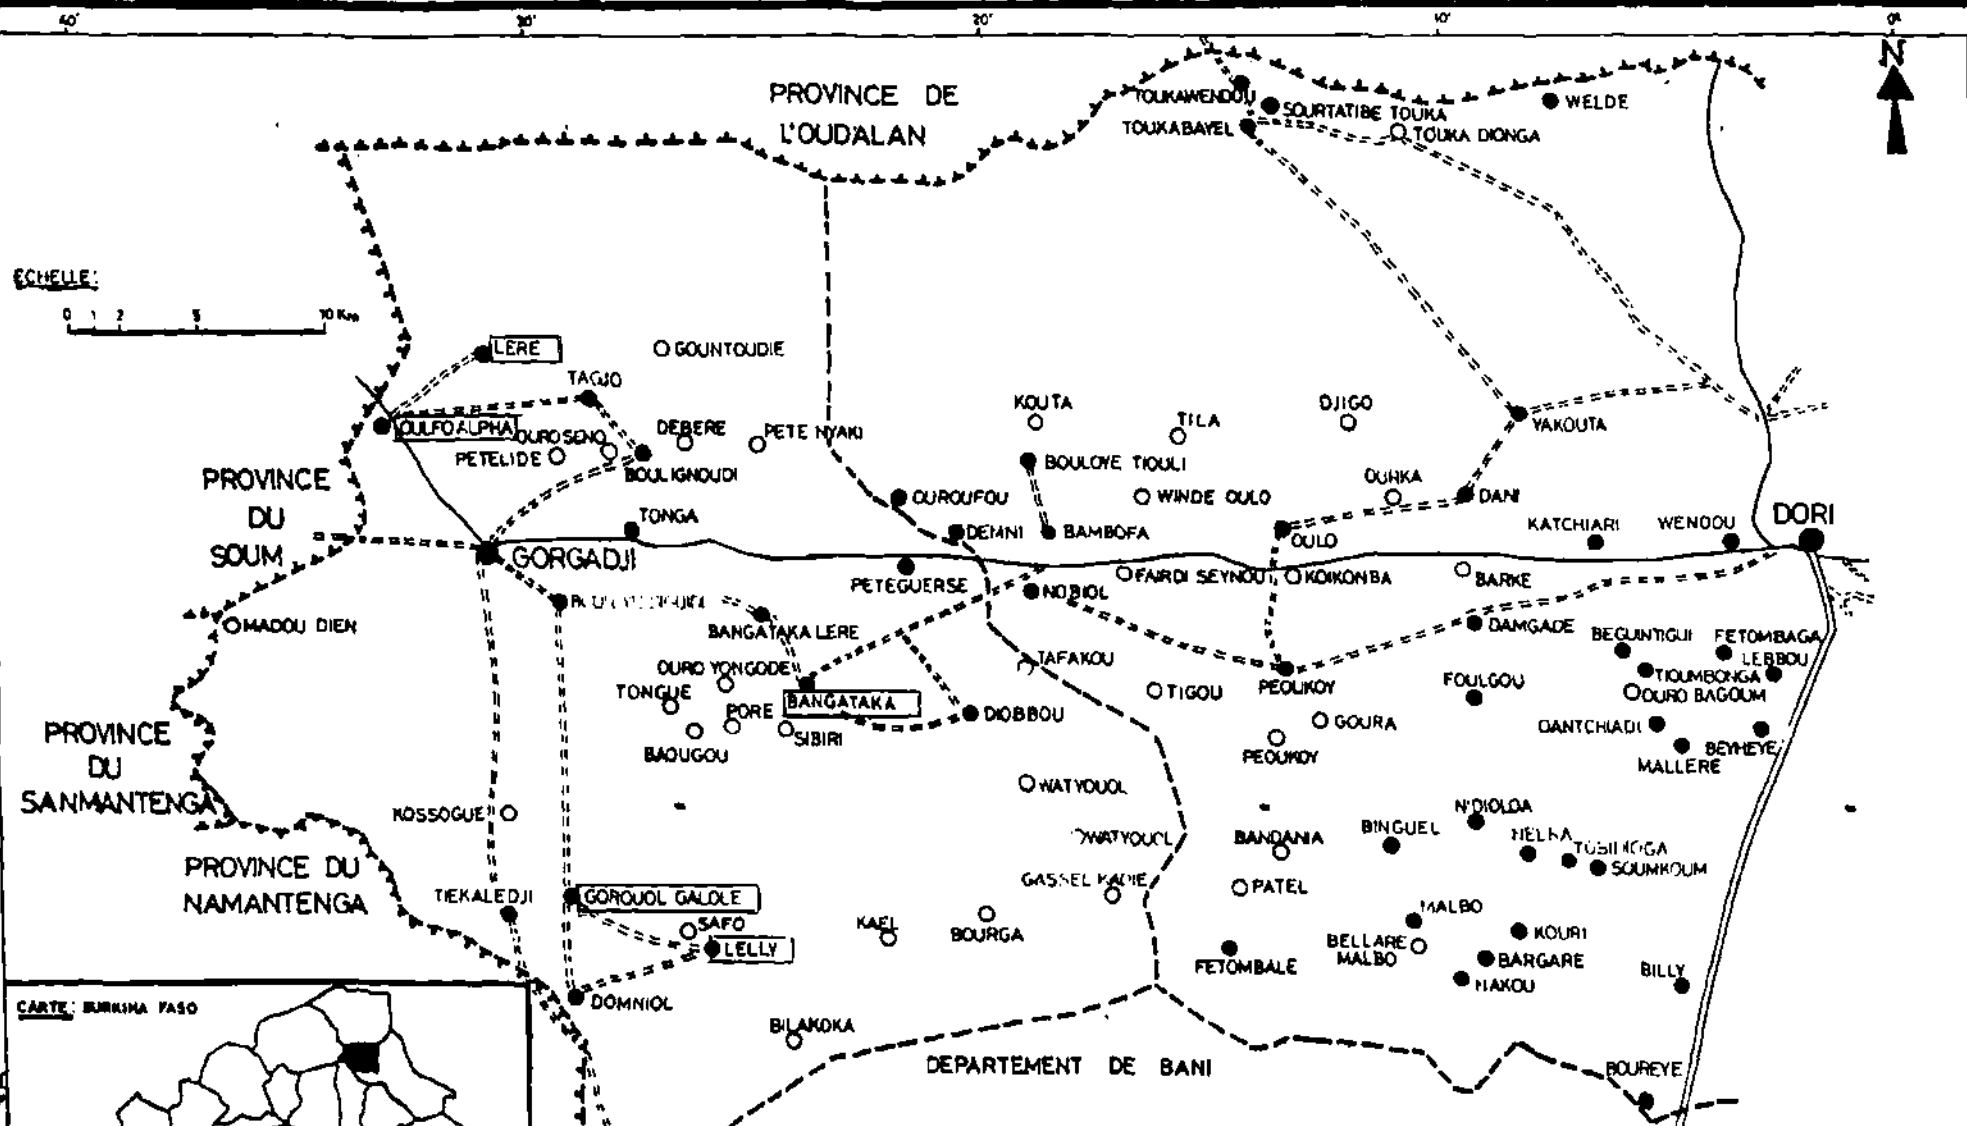 40'
20'
10'
0°
N
PROVINCE DE
L'OUDALAN
TOUKAWENDOU
SOURTATIBE TOUKA
WELDE
TOUKABAYEL
TOUKA DIONGA
ECHELLE:
0 1 2 5 10 Km
LERE
GOUNTOUDIE
TAGJO
KOUTA
TILA
DJIGO
YAKOUTA
OULFO ALPHA
OURO SENO
DEBERE
PETE NYAKI
PETELIDE
BOULIGNOUDI
BOULOYE TIOULI
PROVINCE
DU
SOUM
OUROUFOU
WINDE OULO
OURKA
DANI
TONGA
DEMNI
BAMBOFA
OULO
KATCHIARI
WENDOU
DORI
GORGADJI
PETEGUERSE
FAIRDI SEYNOU
KOIKONBA
BARKE
NOBIOL
MADOU DIEN
BANGATAKA LERE
DAMGADE
BEGUINTIGUI
FETOMBAGA
LEBBOU
OURO YONGODE
TAFAKOU
TIOUMBONGA
TONGUE
BANGATAKA
TIGOU
PEOUKOY
FOULGOU
OURO BAGOUM
PORE
DIOBBOU
GOURA
DANTCHIADI
SIBIRI
BAOUGOU
PEOUKOY
BEYHEYE
MALLERE
PROVINCE
DU
SANMANTENGA
WATYOUOL
KOSSOGUE
N'DIOLGA
WATYOUOL
BANDANIA
BINGUEL
SOUMKOUM
PROVINCE DU
NAMANTENGA
TIEKALEDJI
GOROUOL GALOLE
GASSEL KADIE
PATEL
SAFO
KAEL
BOURGA
MALBO
KOURI
LELLY
BELLARE
MALBO
FETOMBALE
BARGARE
BILLY
DOMNIOL
CARTE: BURKINA FASO
BILAKOKA
DEPARTEMENT DE BANI
BOUREYE